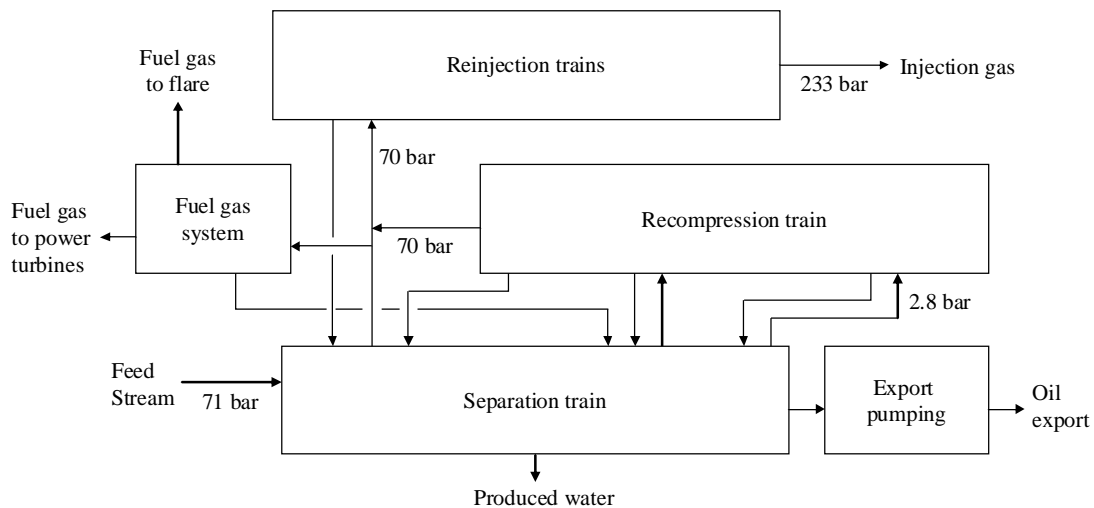 Fuel gas
to flare
Reinjection trains
Injection gas
233 bar
70 bar
Fuel gas
system
Recompression train
Fuel gas
to power
turbines
70 bar
2.8 bar
Feed
Stream
71 bar
Separation train
Export
pumping
Oil
export
Produced water